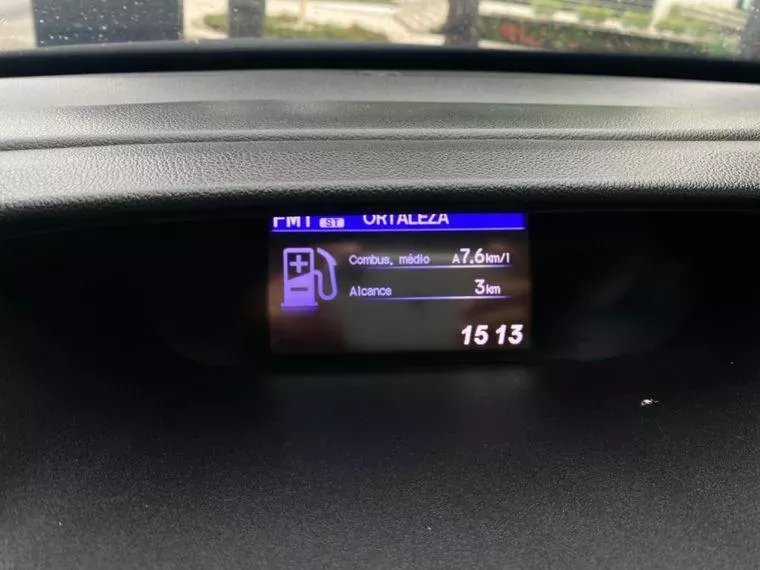 FM1 ST ORTALEZA
Combus. médio A7.6km/l
Alcance 3km
15 13